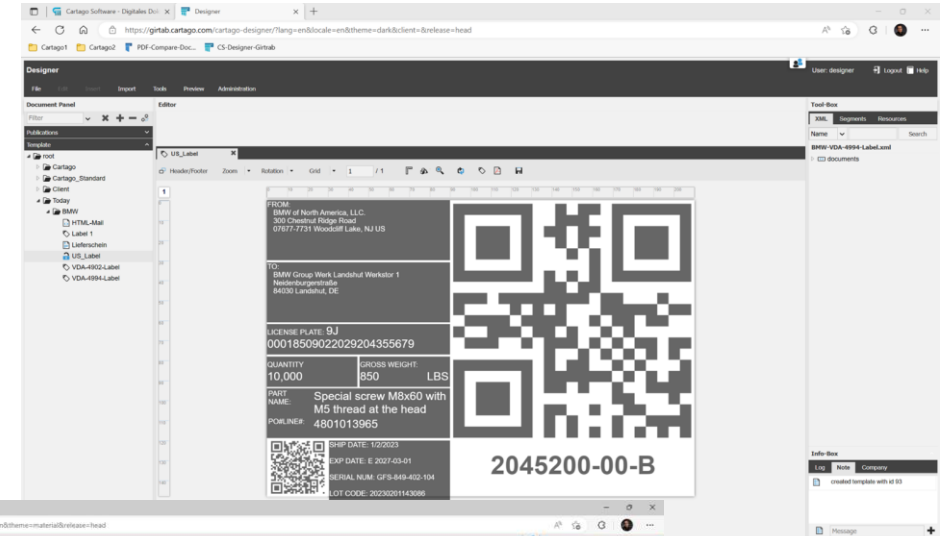 Cartago Software - Digitales Dok
Designer
https://girtab.cartago.com/cartago-designer/?lang=en&locale=en&theme=dark&client=&release=head
Cartago1 Cartago2 PDF-Compare-Doc... CS-Designer-Girtrab
Designer
User: designer Logout Help
File Edit Insert Import Tools Preview Administration
Document Panel
Editor
Tool-Box
Filter
XML Segments Resources
Publications
Name Search
Template
US_Label
BMW-VDA-4994-Label.xml
root
documents
Cartago
Header/Footer Zoom Rotation Grid 1 / 1
Cartago_Standard
Client
Today
BMW
HTML-Mail
Label 1
Lieferschein
US_Label
VDA-4902-Label
VDA-4994-Label
1
FROM:
BMW of North America, LLC.
300 Chestnut Ridge Road
07677-7731 Woodcliff Lake, NJ US
TO:
BMW Group Werk Landshut Werkstor 1
Neidenburgerstraße
84030 Landshut, DE
LICENSE PLATE: 9J
00018509022029204355679
QUANTITY
10,000
GROSS WEIGHT:
850 LBS
PART NAME:
Special screw M8x60 with
M5 thread at the head
PO#LINE#: 4801013965
SHIP DATE: 1/2/2023
EXP DATE: E 2027-03-01
SERIAL NUM: GFS-849-402-104
LOT CODE: 20230201143086
2045200-00-B
Info-Box
Log Note Company
created template with id 93
Message
n&theme=material&release=head